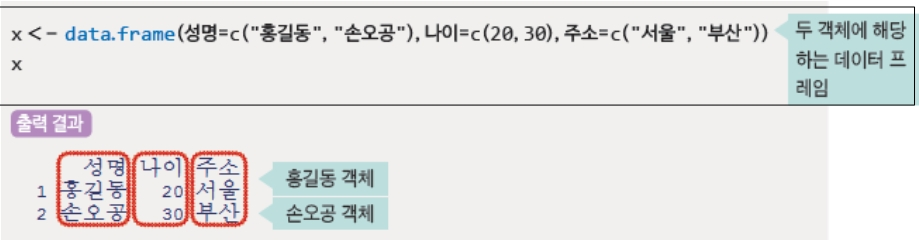 x <- data.frame(성명=c("홍길동", "손오공"), 나이=c(20, 30), 주소=c("서울", "부산"))
x
두 객체에 해당
하는 데이터 프
레임
출력 결과
성명 나이 주소
1 홍길동 20 서울
홍길동 객체
2 손오공 30 부산
손오공 객체